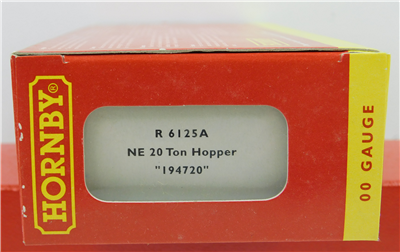 HORNBY®
R 6125A
NE 20 Ton Hopper
"194720"
00 GAUGE